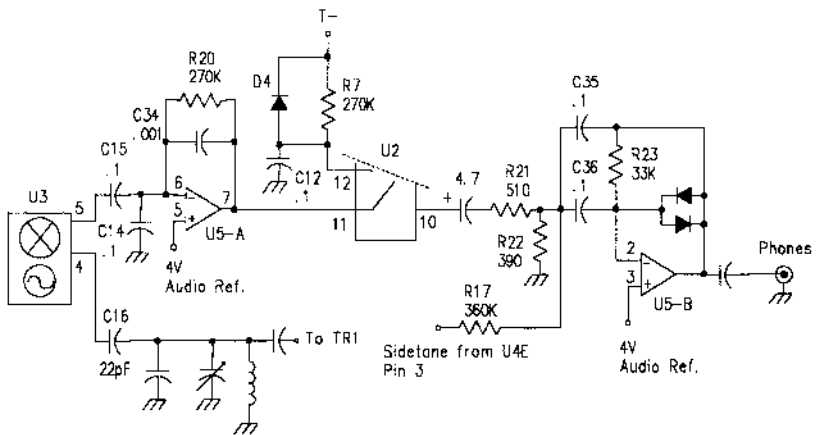 T-
R20
270K
D4
R7
270K
C35
.1
C34
.001
U2
C15
.1
R23
33K
R21
510
C36
.1
4.7
+
U3
5
6
7
-
5
+
U5-A
C12
.1
12
11
10
C14
.1
4
R22
390
2
-
3
+
U5-B
Phones
4V
Audio Ref.
R17
360K
C16
22pF
To TR1
Sidetone from U4E
Pin 3
4V
Audio Ref.